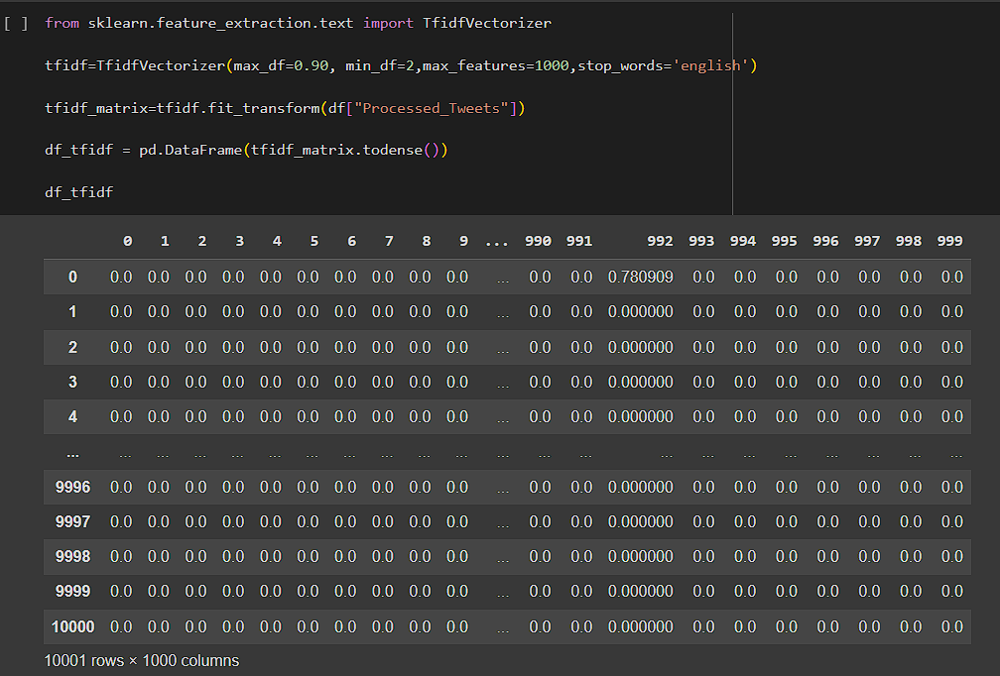 [ ] from sklearn.feature_extraction.text import TfidfVectorizer
tfidf=TfidfVectorizer(max_df=0.90, min_df=2,max_features=1000,stop_words='english')
tfidf_matrix=tfidf.fit_transform(df["Processed_Tweets"])
df_tfidf = pd.DataFrame(tfidf_matrix.todense())
df_tfidf
0 1 2 3 4 5 6 7 8 9 ... 990 991 992 993 994 995 996 997 998 999
0 0.0 0.0 0.0 0.0 0.0 0.0 0.0 0.0 0.0 0.0 ... 0.0 0.0 0.780909 0.0 0.0 0.0 0.0 0.0 0.0 0.0
1 0.0 0.0 0.0 0.0 0.0 0.0 0.0 0.0 0.0 0.0 ... 0.0 0.0 0.000000 0.0 0.0 0.0 0.0 0.0 0.0 0.0
2 0.0 0.0 0.0 0.0 0.0 0.0 0.0 0.0 0.0 0.0 ... 0.0 0.0 0.000000 0.0 0.0 0.0 0.0 0.0 0.0 0.0
3 0.0 0.0 0.0 0.0 0.0 0.0 0.0 0.0 0.0 0.0 ... 0.0 0.0 0.000000 0.0 0.0 0.0 0.0 0.0 0.0 0.0
4 0.0 0.0 0.0 0.0 0.0 0.0 0.0 0.0 0.0 0.0 ... 0.0 0.0 0.000000 0.0 0.0 0.0 0.0 0.0 0.0 0.0
... ... ... ... ... ... ... ... ... ... ... ... ... ... ... ... ... ... ... ... ... ...
9996 0.0 0.0 0.0 0.0 0.0 0.0 0.0 0.0 0.0 0.0 ... 0.0 0.0 0.000000 0.0 0.0 0.0 0.0 0.0 0.0 0.0
9997 0.0 0.0 0.0 0.0 0.0 0.0 0.0 0.0 0.0 0.0 ... 0.0 0.0 0.000000 0.0 0.0 0.0 0.0 0.0 0.0 0.0
9998 0.0 0.0 0.0 0.0 0.0 0.0 0.0 0.0 0.0 0.0 ... 0.0 0.0 0.000000 0.0 0.0 0.0 0.0 0.0 0.0 0.0
9999 0.0 0.0 0.0 0.0 0.0 0.0 0.0 0.0 0.0 0.0 ... 0.0 0.0 0.000000 0.0 0.0 0.0 0.0 0.0 0.0 0.0
10000 0.0 0.0 0.0 0.0 0.0 0.0 0.0 0.0 0.0 0.0 ... 0.0 0.0 0.000000 0.0 0.0 0.0 0.0 0.0 0.0 0.0
10001 rows × 1000 columns